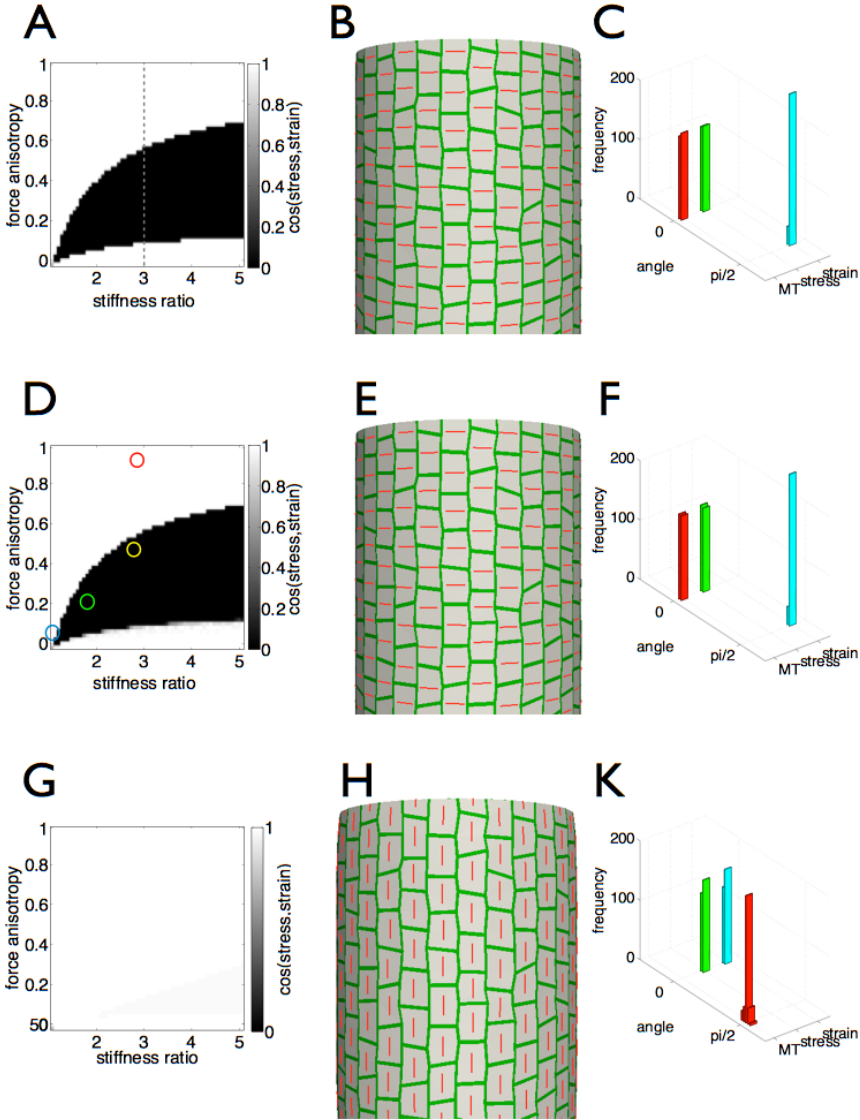 A
B
C
1
0.8
0.6
0.4
0.2
0
force anisotropy
2
3
4
5
stiffness ratio
1
0.8
0.6
0.4
0.2
0
cos(stress,strain)
200
100
0
frequency
0
angle
pi/2
MT
stress
strain
D
E
F
1
0.8
0.6
0.4
0.2
0
force anisotropy
2
3
4
5
stiffness ratio
1
0.8
0.6
0.4
0.2
0
cos(stress,strain)
200
100
0
frequency
0
angle
pi/2
MT
stress
strain
G
H
K
1
0.8
0.6
0.4
0.2
50
force anisotropy
2
3
4
5
stiffness ratio
1
0.8
0.6
0.4
0.2
0
cos(stress.strain)
200
100
0
frequency
0
angle
pi/2
MT
stress
strain